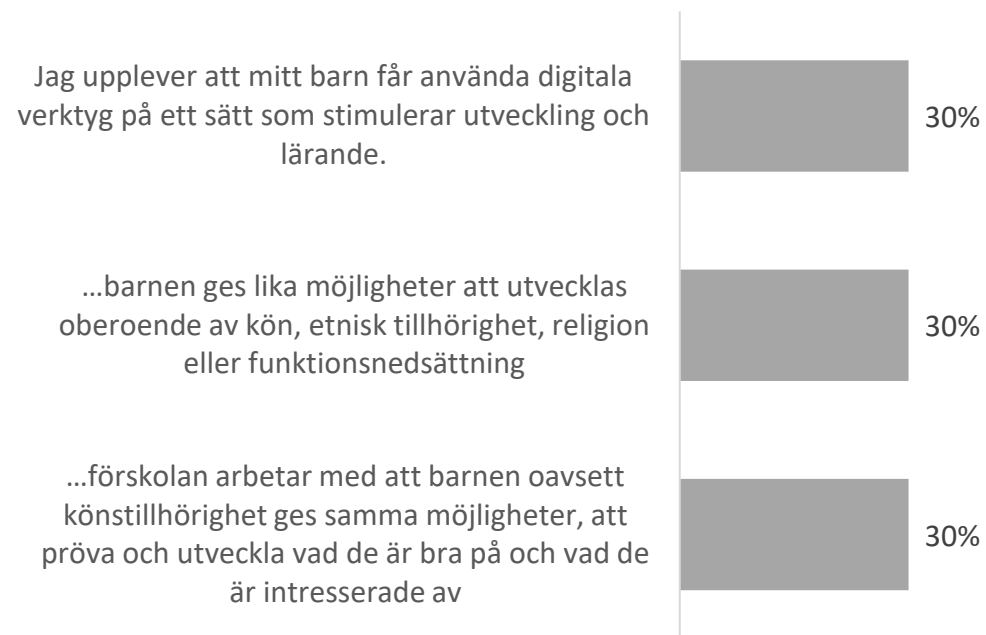 Jag upplever att mitt barn får använda digitala
verktyg på ett sätt som stimulerar utveckling och
lärande.
30%
...barnen ges lika möjligheter att utvecklas
oberoende av kön, etnisk tillhörighet, religion
eller funktionsnedsättning
30%
...förskolan arbetar med att barnen oavsett
könstillhörighet ges samma möjligheter, att
pröva och utveckla vad de är bra på och vad de
är intresserade av
30%